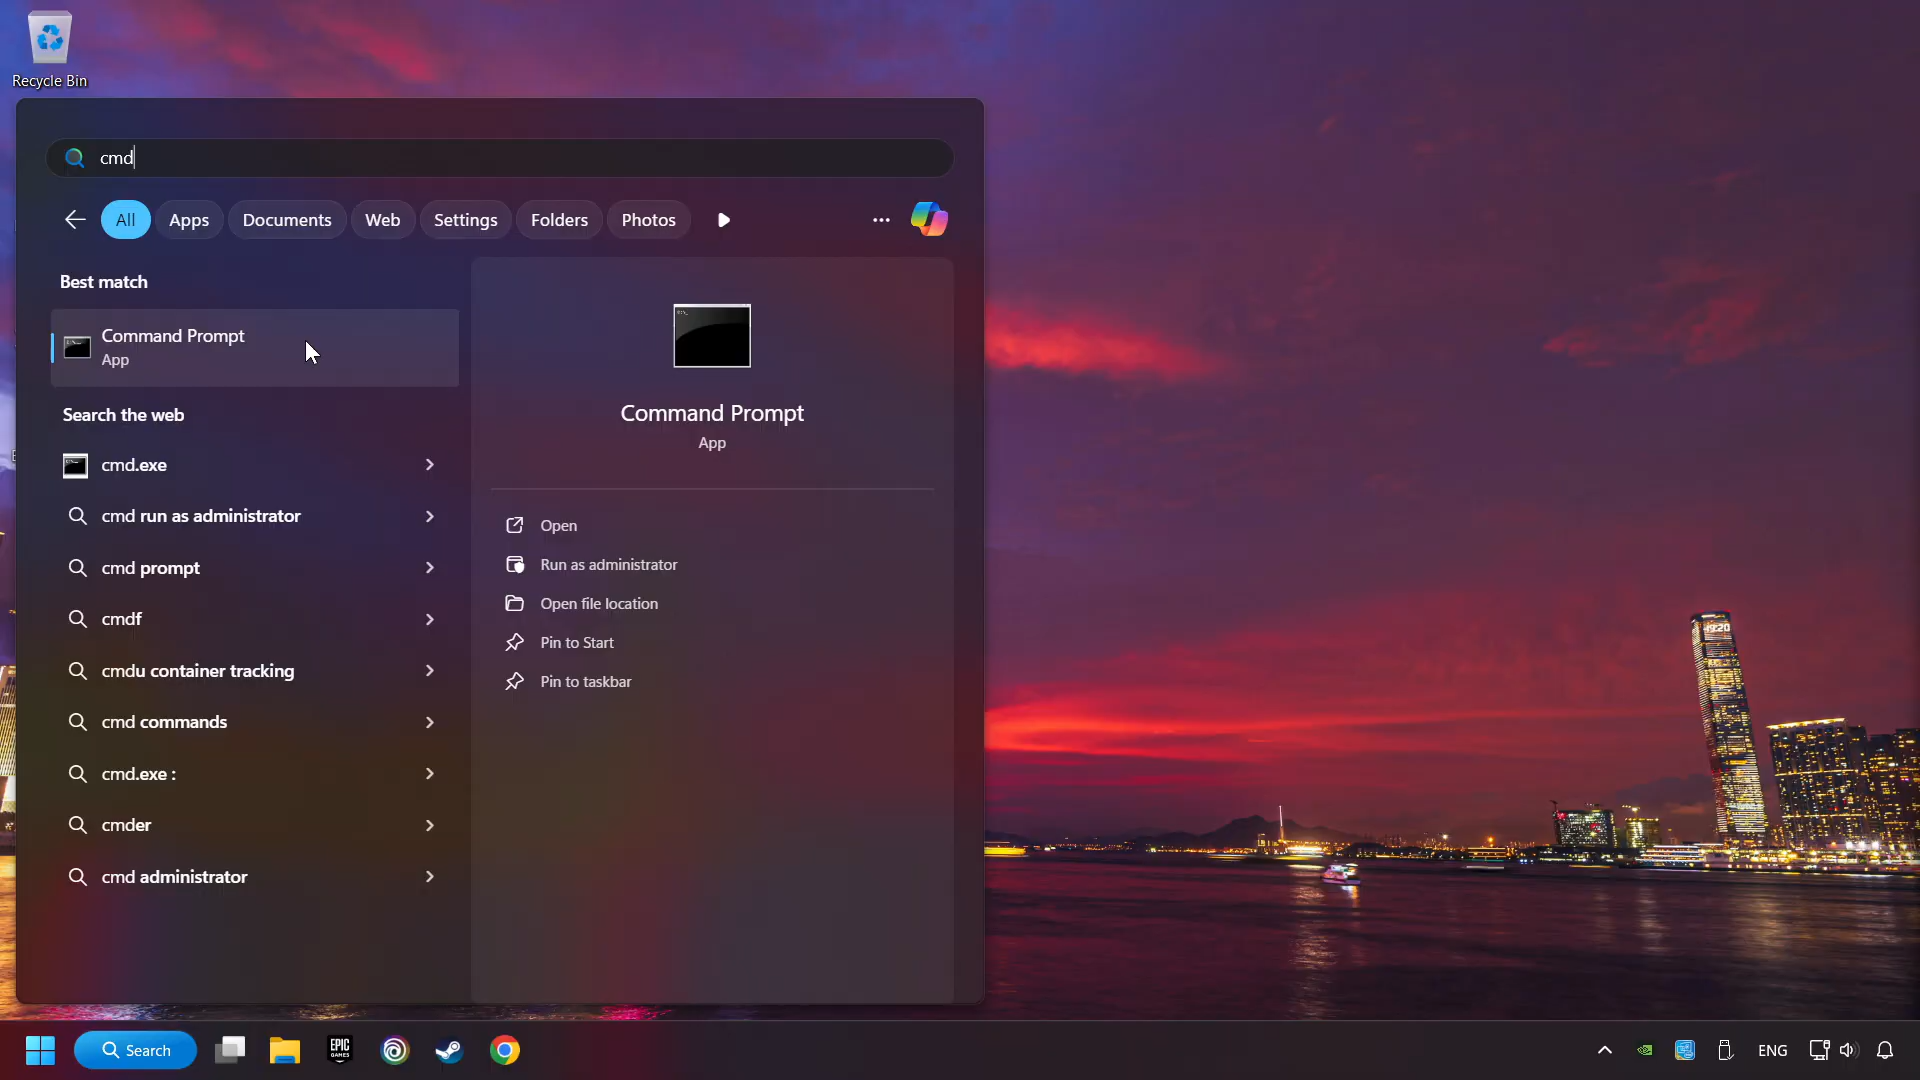 Recycle Bin
cmd
All
Apps
Documents
Web
Settings
Folders
Photos
Best match
Command Prompt
App
Search the web
cmd.exe
cmd run as administrator
cmd prompt
cmdf
cmdu container tracking
cmd commands
cmd.exe :
cmder
cmd administrator
Command Prompt
App
Open
Run as administrator
Open file location
Pin to Start
Pin to taskbar
Search
EPIC
GAMES
ENG